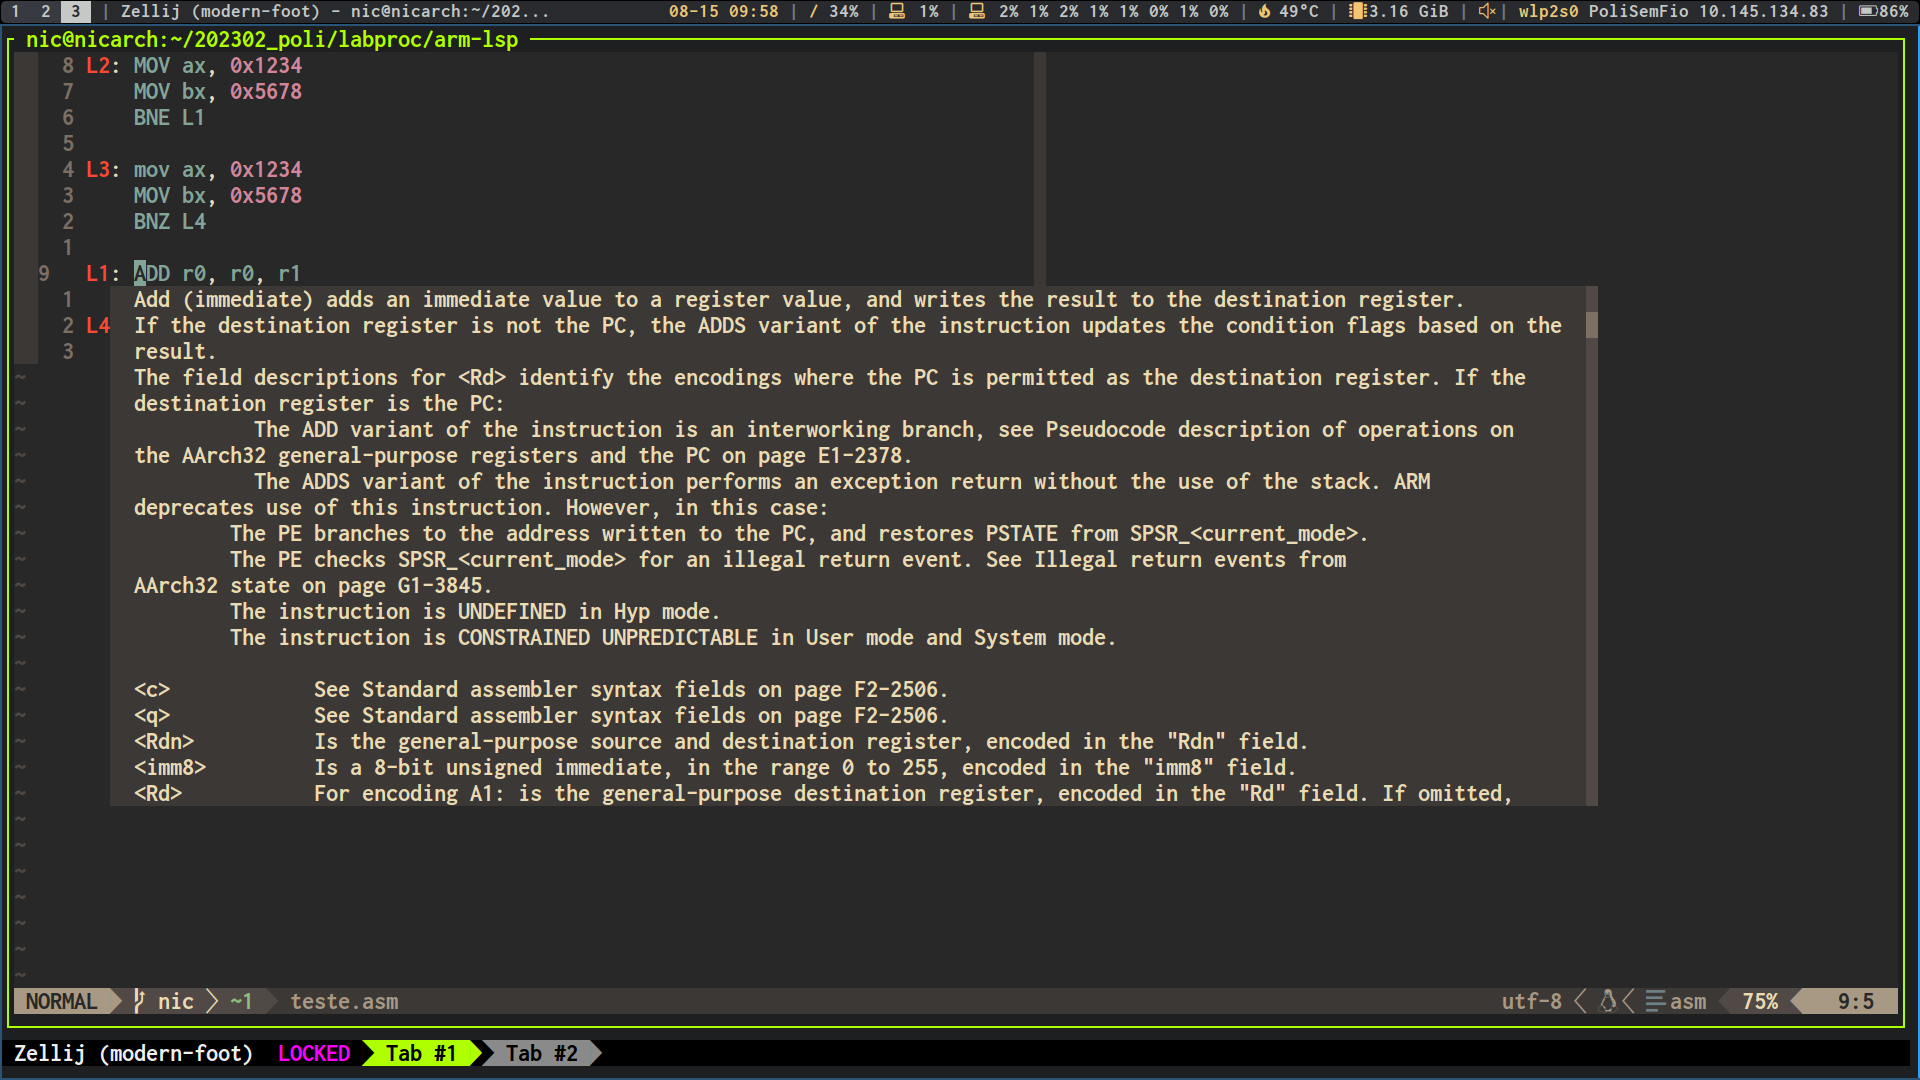 1 2 3 | Zellij (modern-foot) - nic@nicarch:~/202... 08-15 09:58 | / 34% | 1% | 2% 1% 2% 1% 1% 0% 1% 0% | 49°C | 3.16 GiB | | wlp2s0 PoliSemFio 10.145.134.83 | 86%
nic@nicarch:~/202302_poli/labproc/arm-lsp
8 L2: MOV ax, 0x1234
7 MOV bx, 0x5678
6 BNE L1
5
4 L3: mov ax, 0x1234
3 MOV bx, 0x5678
2 BNZ L4
1
9 L1: ADD r0, r0, r1
1 Add (immediate) adds an immediate value to a register value, and writes the result to the destination register.
2 L4 If the destination register is not the PC, the ADDS variant of the instruction updates the condition flags based on the
3 result.
~ The field descriptions for <Rd> identify the encodings where the PC is permitted as the destination register. If the
~ destination register is the PC:
~ The ADD variant of the instruction is an interworking branch, see Pseudocode description of operations on
~ the AArch32 general-purpose registers and the PC on page E1-2378.
~ The ADDS variant of the instruction performs an exception return without the use of the stack. ARM
~ deprecates use of this instruction. However, in this case:
~ The PE branches to the address written to the PC, and restores PSTATE from SPSR_<current_mode>.
~ The PE checks SPSR_<current_mode> for an illegal return event. See Illegal return events from
~ AArch32 state on page G1-3845.
~ The instruction is UNDEFINED in Hyp mode.
~ The instruction is CONSTRAINED UNPREDICTABLE in User mode and System mode.
~
~ <c> See Standard assembler syntax fields on page F2-2506.
~ <q> See Standard assembler syntax fields on page F2-2506.
~ <Rdn> Is the general-purpose source and destination register, encoded in the "Rdn" field.
~ <imm8> Is a 8-bit unsigned immediate, in the range 0 to 255, encoded in the "imm8" field.
~ <Rd> For encoding A1: is the general-purpose destination register, encoded in the "Rd" field. If omitted,
~
~
~
~
~
~
~
NORMAL nic ~1 teste.asm utf-8 asm 75% 9:5
Zellij (modern-foot) LOCKED Tab #1 Tab #2